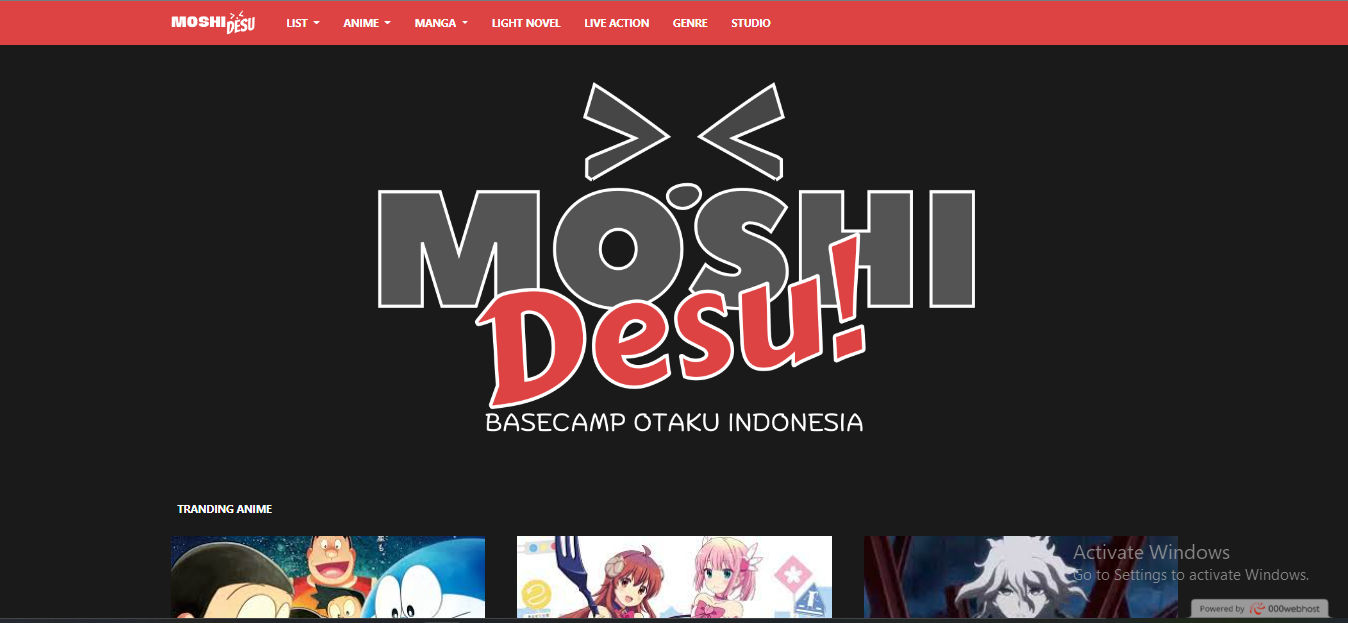 MOSHI DESU LIST ANIME MANGA LIGHT NOVEL LIVE ACTION GENRE STUDIO
MOSHI
Desu!
BASECAMP OTAKU INDONESIA
TRANDING ANIME
Activate Windows
Go to Settings to activate Windows.
Powered by 000webhost